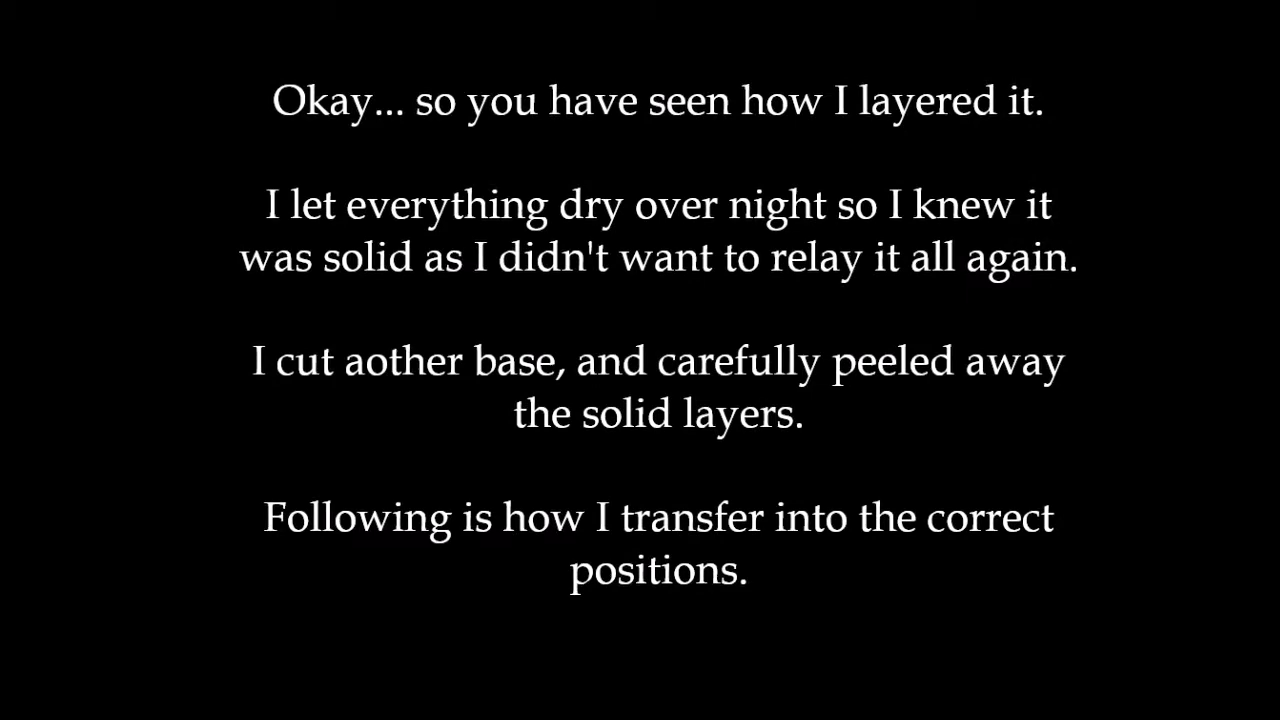 Okay... so you have seen how I layered it.
I let everything dry over night so I knew it
was solid as I didn't want to relay it all again.
I cut aother base, and carefully peeled away
the solid layers.
Following is how I transfer into the correct
positions.